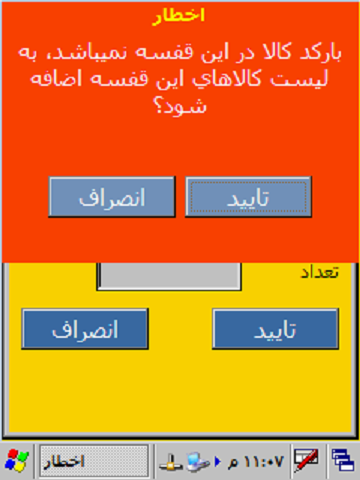 اخطار
بارکد کالا در این قفسه نمیباشد، به
لیست کالاهاي این قفسه اضافه
شود؟
تایید
انصراف
تعداد
تایید
انصراف
اخطار
۱۱:۰۷ م